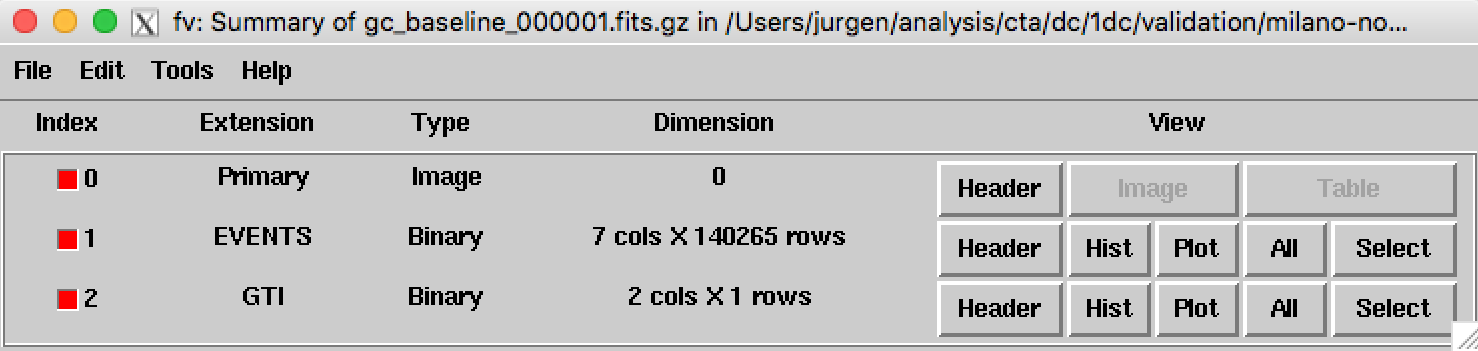 X fv: Summary of gc_baseline_000001.fits.gz in /Users/jurgen/analysis/cta/dc/1dc/validation/milano-no...
File Edit Tools Help
Index Extension Type Dimension View
0 Primary Image 0 Header Image Table
1 EVENTS Binary 7 cols X 140265 rows Header Hist Plot All Select
2 GTI Binary 2 cols X 1 rows Header Hist Plot All Select